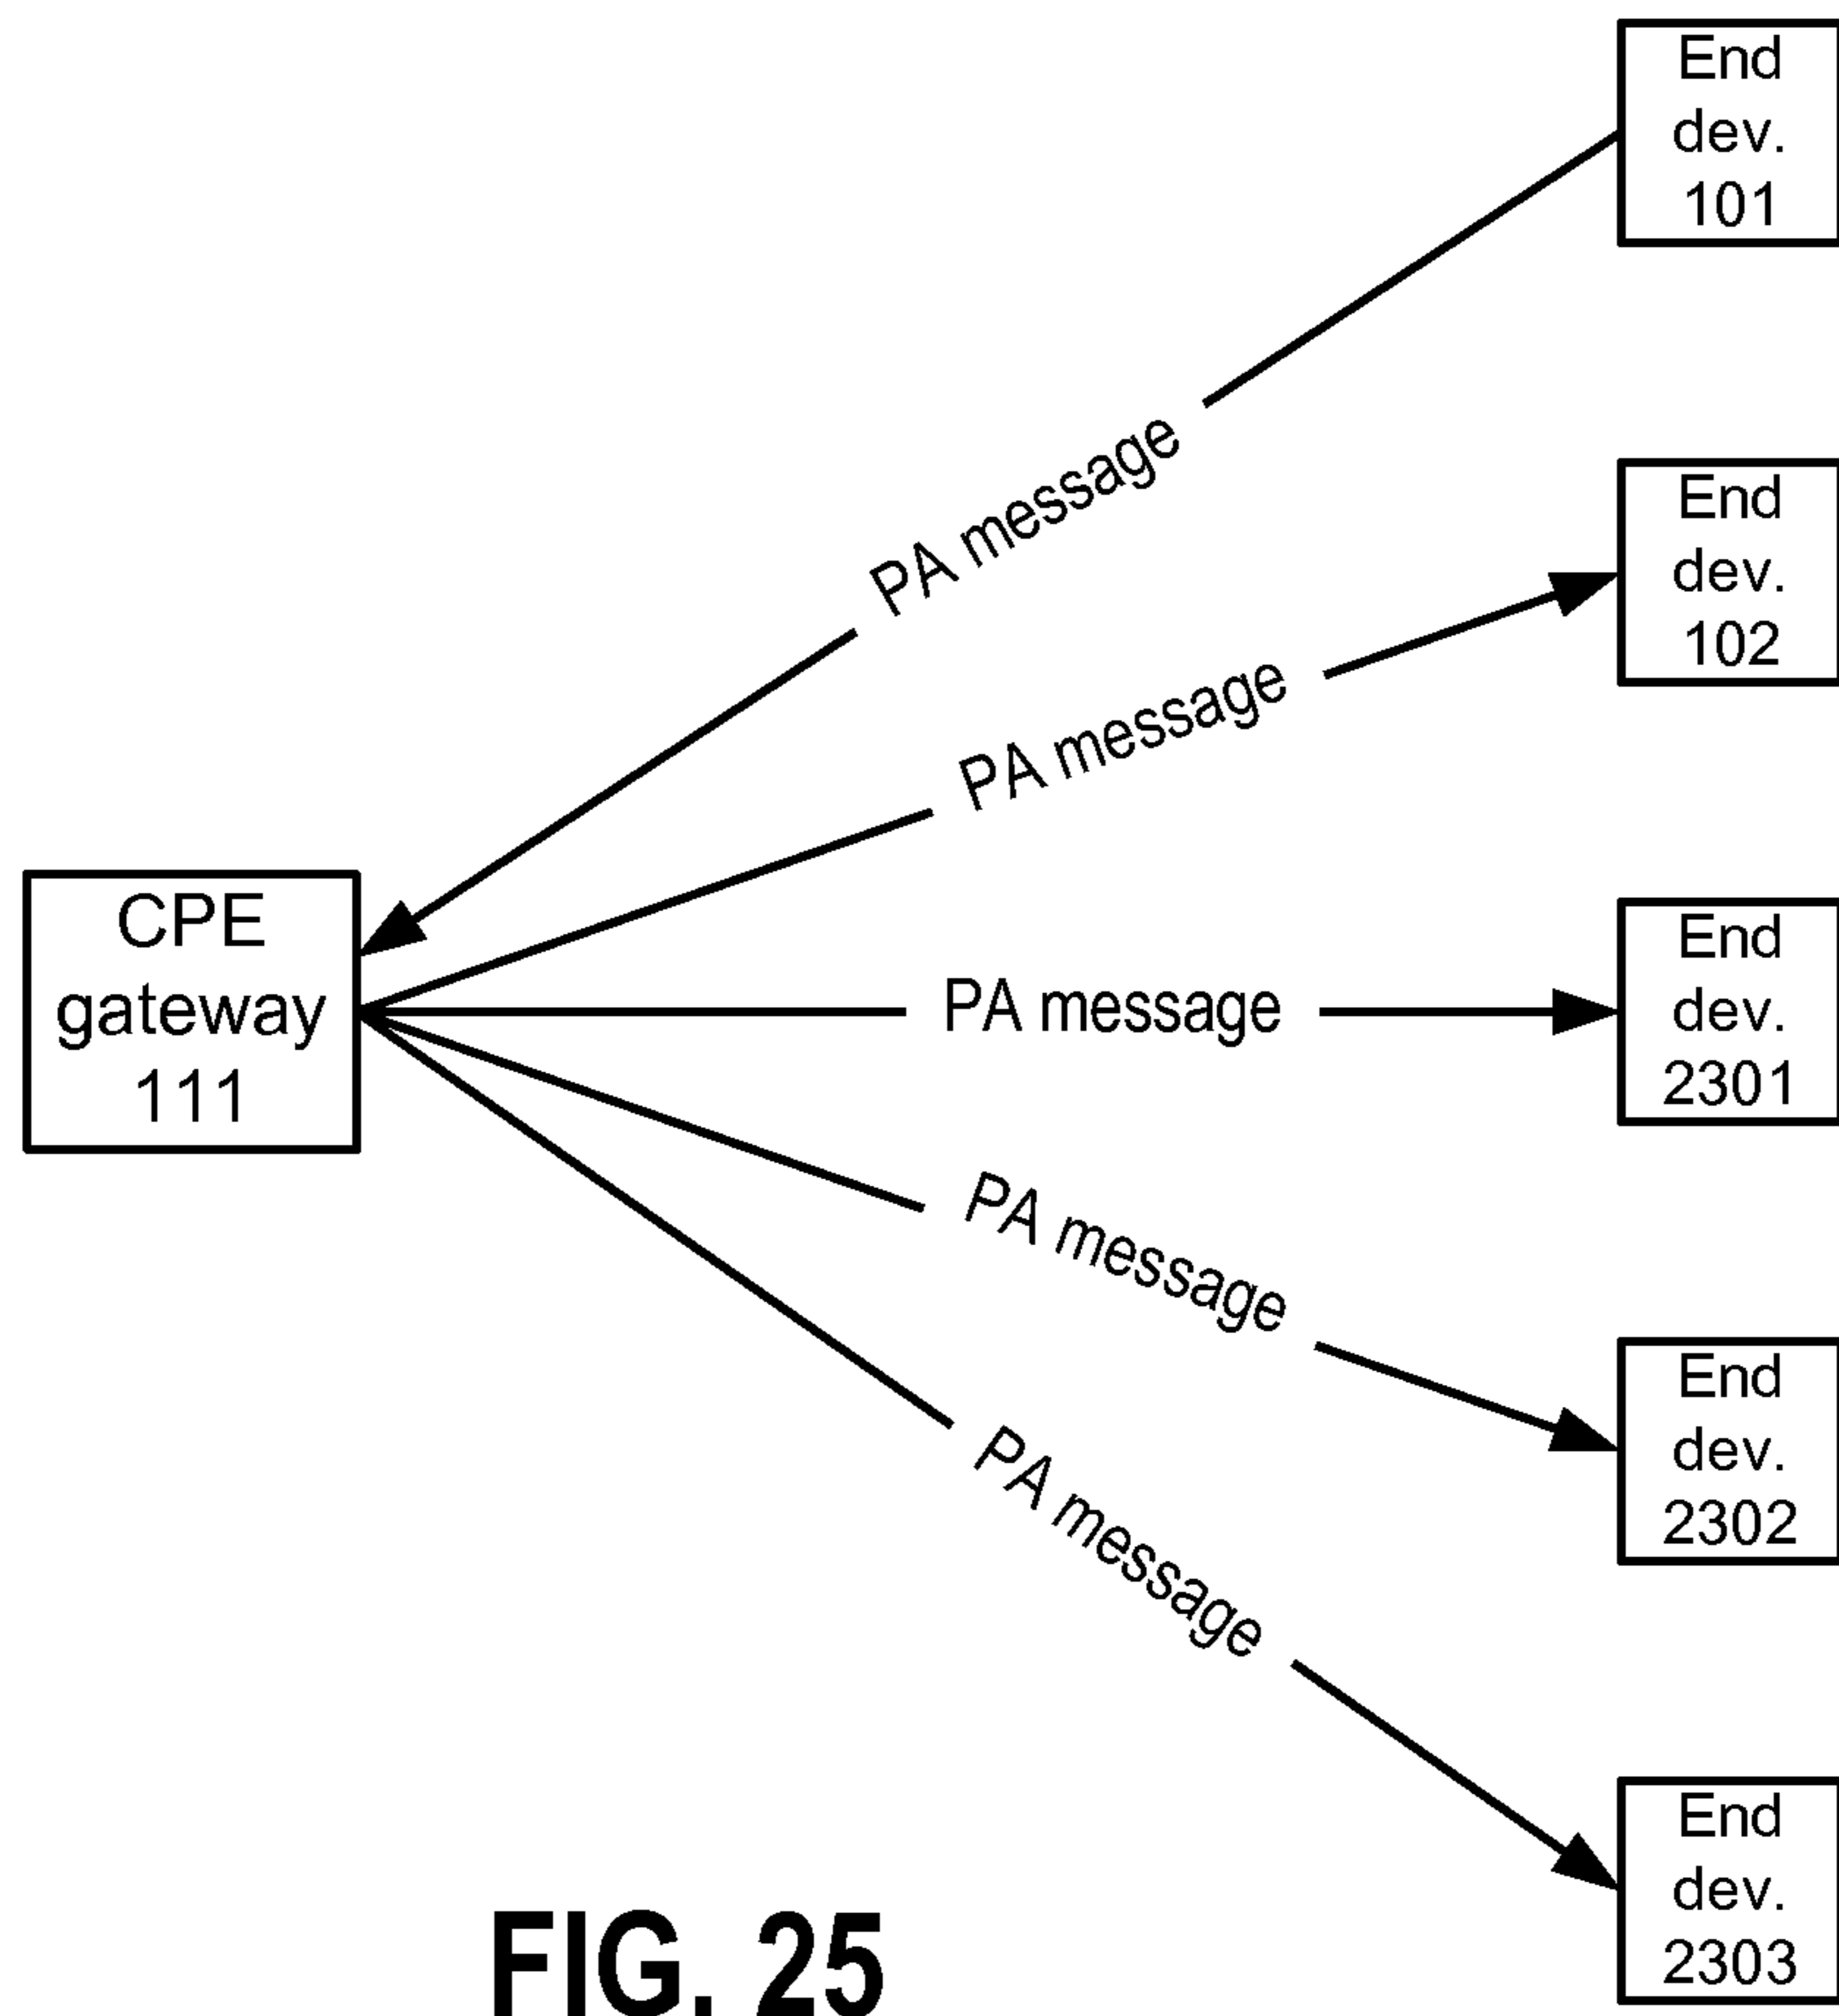 End
dev.
101
PA message
End
dev.
102
PA message
CPE
gateway
111
PA message
End
dev.
2301
PA message
End
dev.
2302
PA message
End
dev.
2303
FIG. 25